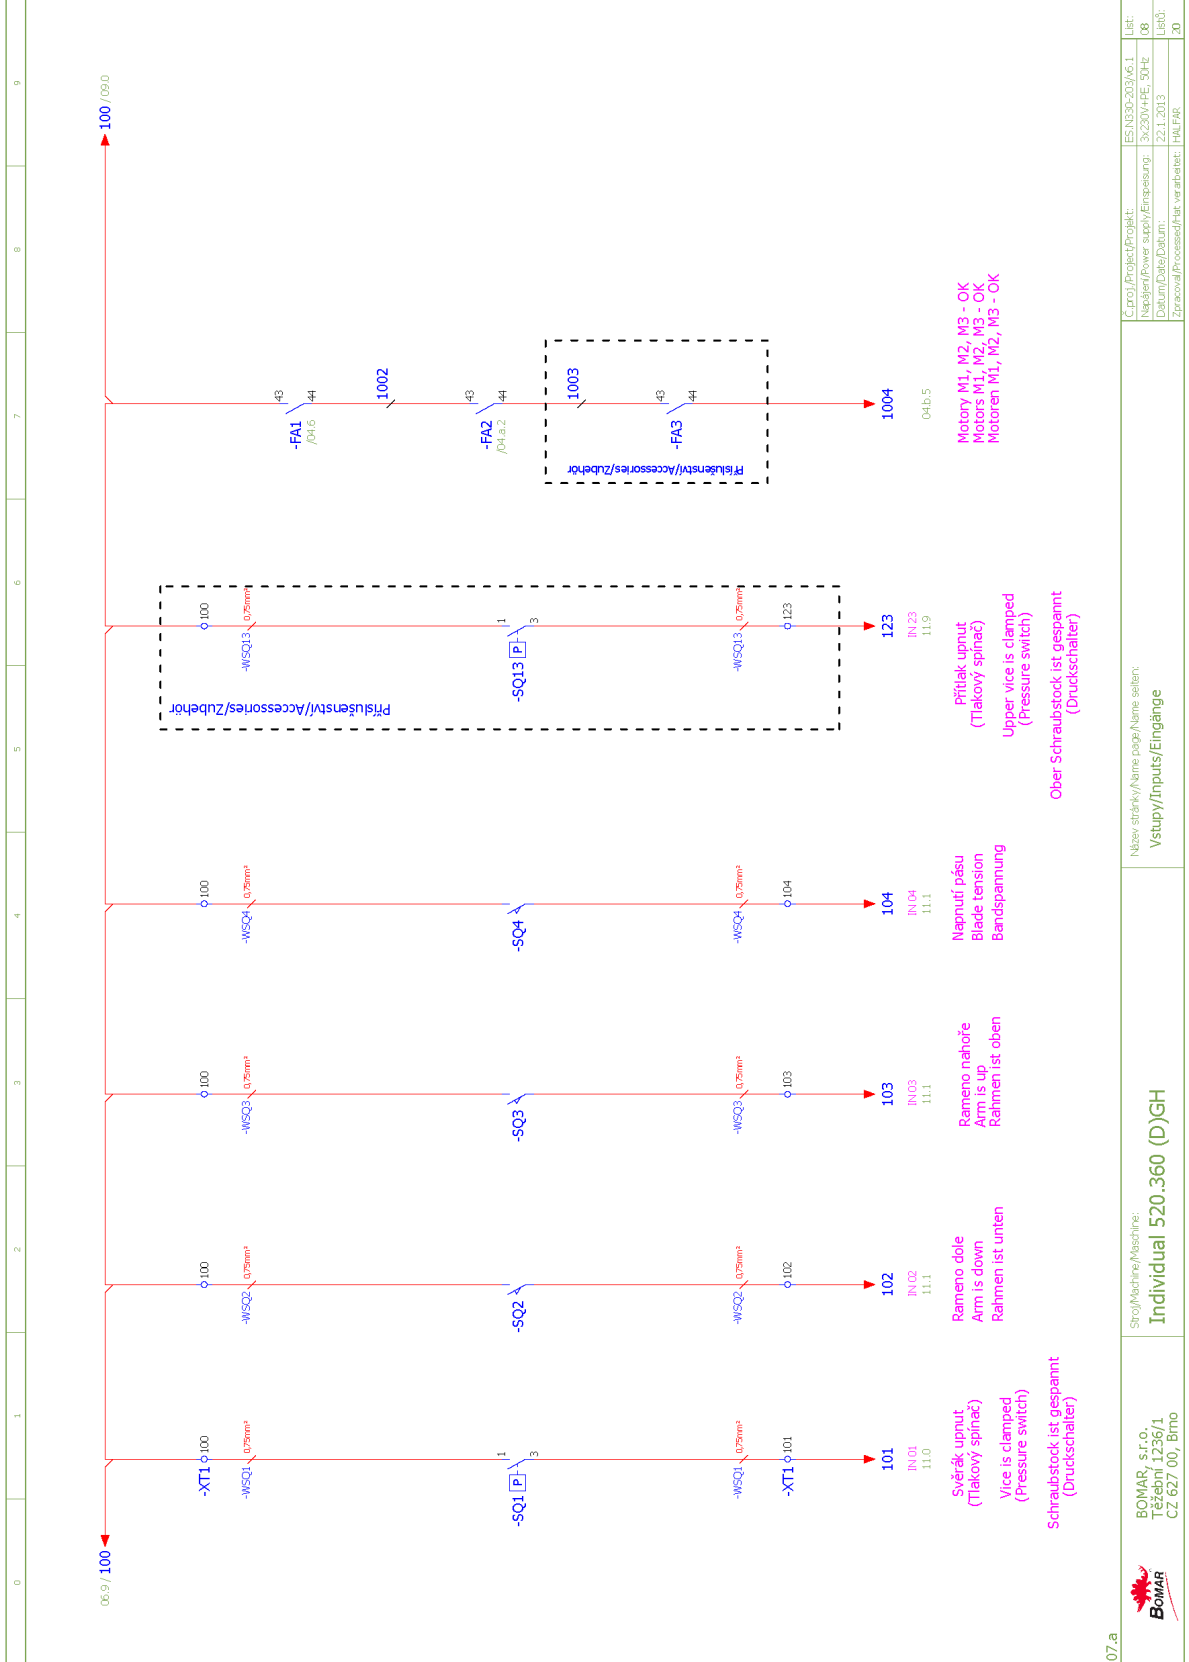 0 1 2 3 4 5 6 7 8 9
06.9 / 100
100 / 09.0
-XT1 100
-WSQ1 0,75mm²
-SQ1 P 1 3
-WSQ1 0,75mm²
-XT1 101
101
IN 01
11.0
Svěrák upnut
(Tlakový spínač)
Vice is clamped
(Pressure switch)
Schraubstock ist gespannt
(Druckschalter)
100
-WSQ2 0,75mm²
-SQ2
-WSQ2 0,75mm²
102
102
IN 02
11.1
Rameno dole
Arm is down
Rahmen ist unten
100
-WSQ3 0,75mm²
-SQ3
-WSQ3 0,75mm²
103
103
IN 03
11.1
Rameno nahoře
Arm is up
Rahmen ist oben
100
-WSQ4 0,75mm²
-SQ4
-WSQ4 0,75mm²
104
104
IN 04
11.1
Napnutí pásu
Blade tension
Bandspannung
Příslušenství/Accessories/Zubehör
100
-WSQ13 0,75mm²
-SQ13 P 1 3
-WSQ13 0,75mm²
123
123
IN 23
11.9
Přítlak upnut
(Tlakový spínač)
Upper vice is clamped
(Pressure switch)
Ober Schraubstock ist gespannt
(Druckschalter)
-FA1 43 44
/04.6
1002
-FA2 43 44
/04.a.2
Příslušenství/Accessories/Zubehör
1003
-FA3 43 44
1004
04.b.5
Motory M1, M2, M3 - OK
Motors M1, M2, M3 - OK
Motoren M1, M2, M3 - OK
07.a
BOMAR
BOMAR, s.r.o.
Těžební 1236/1
CZ 627 00, Brno
Stroj/Machine/Maschine:
Individual 520.360 (D)GH
Název stránky/Name page/Name seiten:
Vstupy/Inputs/Eingänge
Č.proj./Project/Projekt: ES.N330-203/v6.1
Napájení/Power supply/Einspeisung: 3x230V+PE, 50Hz
Datum/Date/Datum: 22.1.2013
Zpracoval/Processed/Hat verarbeitet: HALFAR
List:
08
Listů:
20